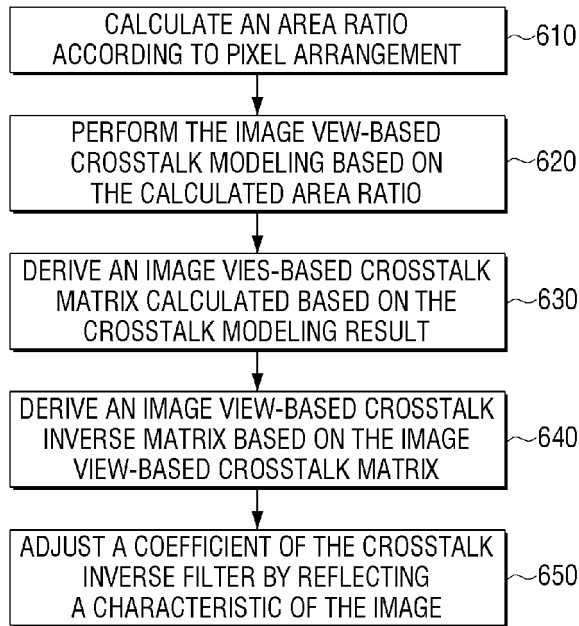 CALCULATE AN AREA RATIO
ACCORDING TO PIXEL ARRANGEMENT
610
PERFORM THE IMAGE VEW-BASED
CROSSTALK MODELING BASED ON
THE CALCULATED AREA RATIO
620
DERIVE AN IMAGE VIES-BASED CROSSTALK
MATRIX CALCULATED BASED ON THE
CROSSTALK MODELING RESULT
630
DERIVE AN IMAGE VIEW-BASED CROSSTALK
INVERSE MATRIX BASED ON THE IMAGE
VIEW-BASED CROSSTALK MATRIX
640
ADJUST A COEFFICIENT OF THE CROSSTALK
INVERSE FILTER BY REFLECTING
A CHARACTERISTIC OF THE IMAGE
650